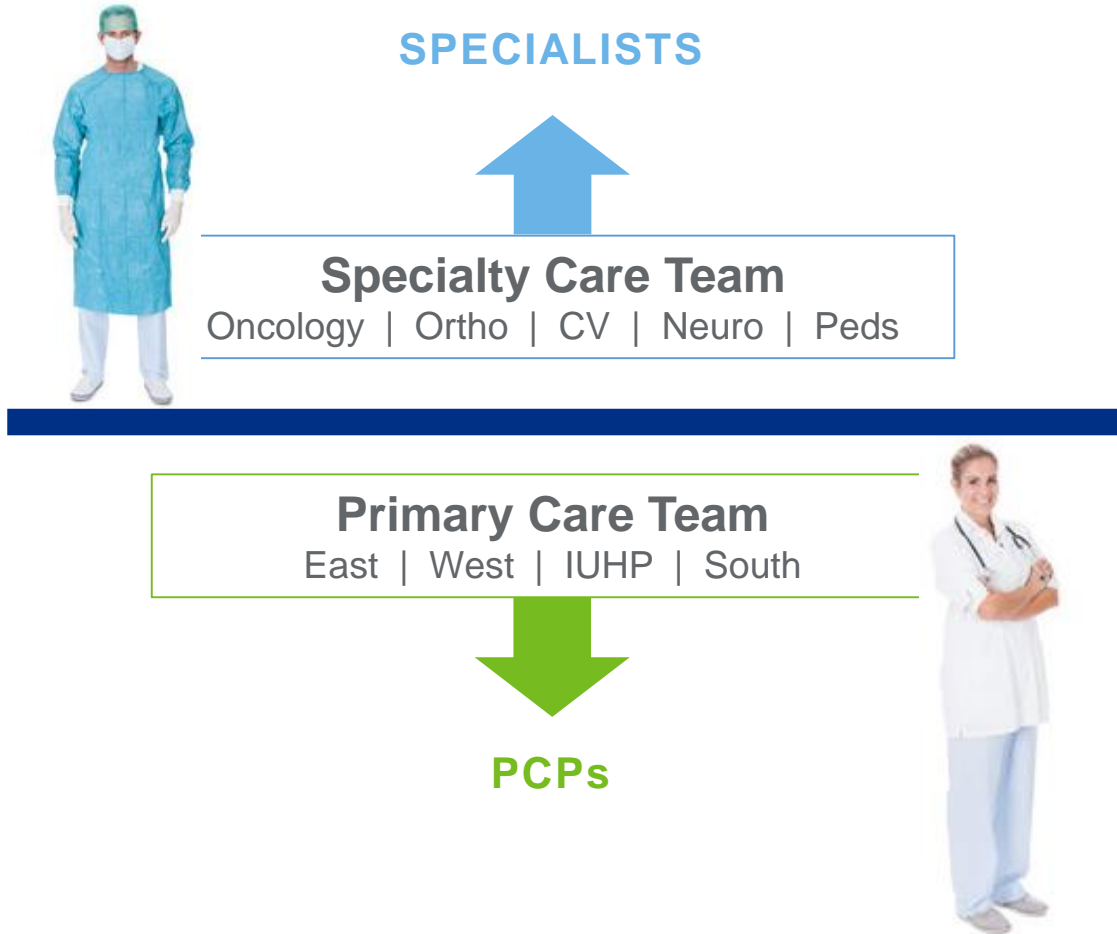 SPECIALISTS
Specialty Care Team
Oncology | Ortho | CV | Neuro | Peds
Primary Care Team
East | West | IUHP | South
PCPs